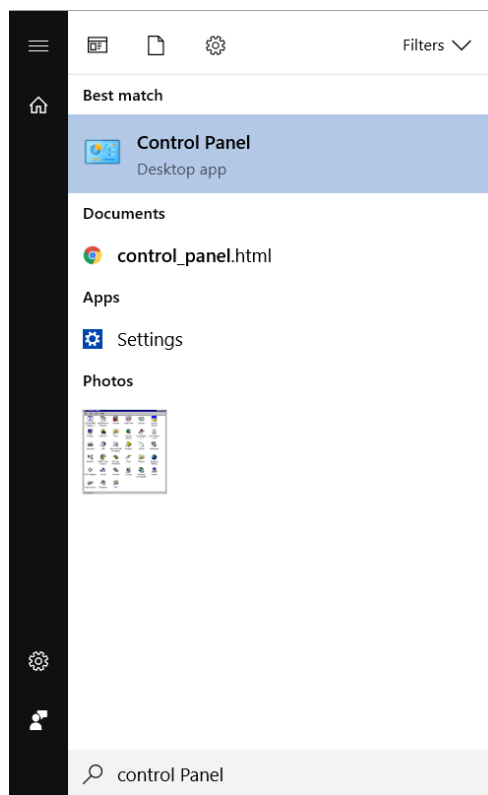 Filters
Best match
Control Panel
Desktop app
Documents
control_panel.html
Apps
Settings
Photos
control Panel